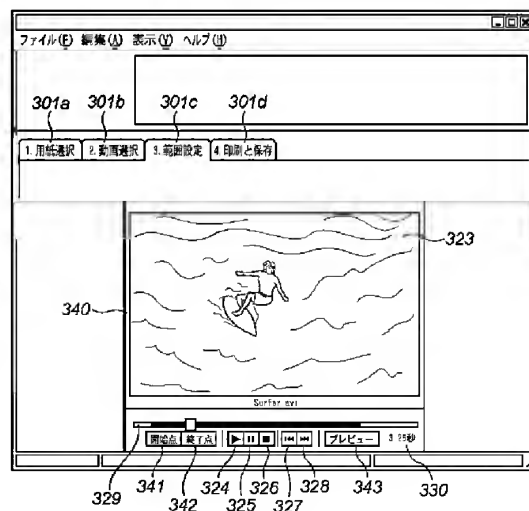 ファイル(F) 編集(A) 表示(V) ヘルプ(H)
301a 301b 301c 301d
1.用紙選択 2.動画選択 3.範囲設定 4.印刷と保存
323
340
Surfer.avi
開始点 終了点 プレビュー 3.25秒
329 341 342 324 325 326 327 328 343 330